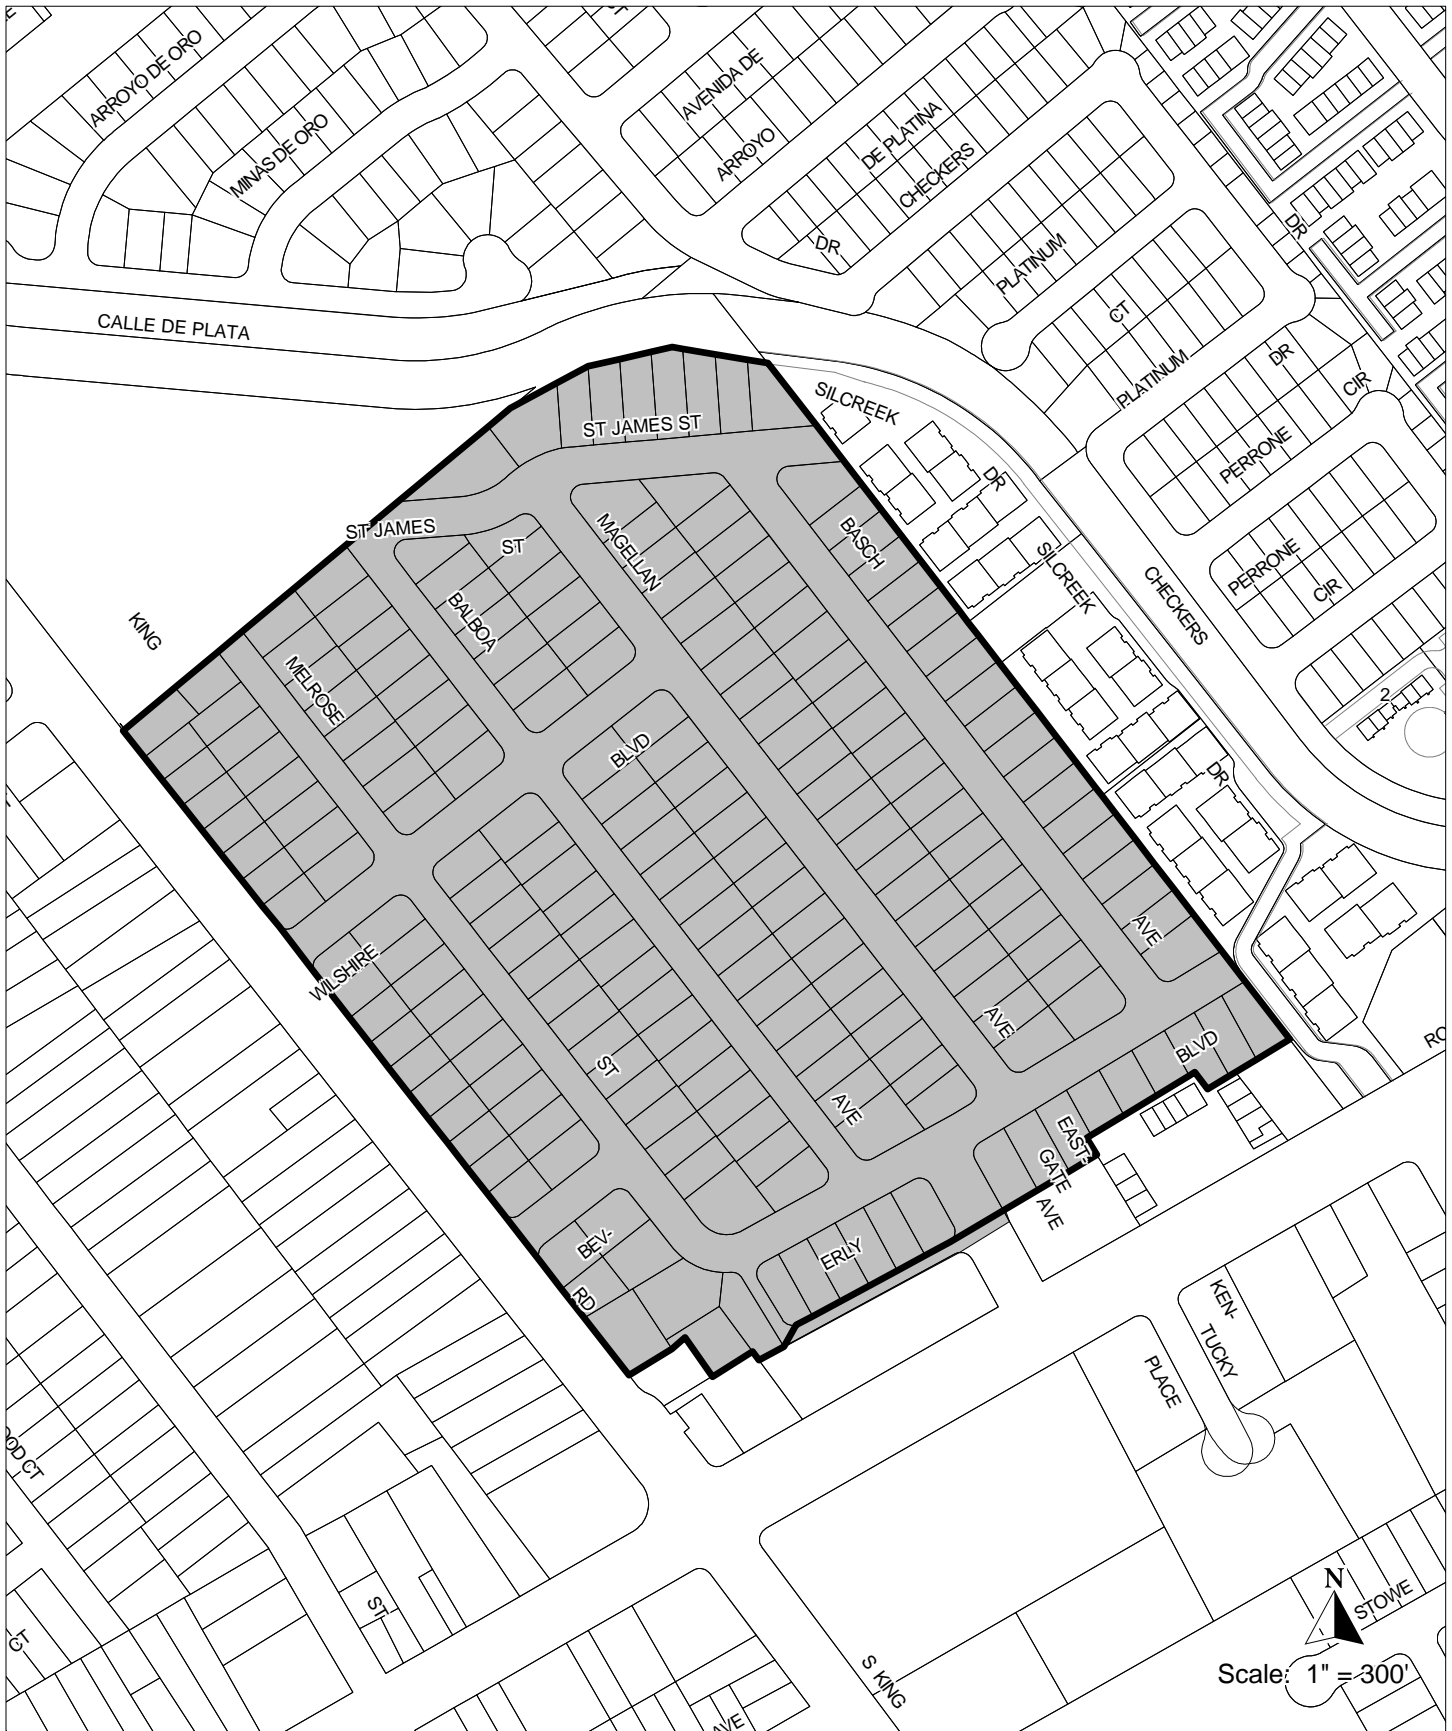 ARROYO DE ORO
MINAS DE ORO
AVENIDA DE
ARROYO
DE PLATINA
CHECKERS
DR
PLATINUM
DR
CT
CALLE DE PLATA
PLATINUM
DR
CIR
SILCREEK
ST JAMES ST
PERRONE
DR
ST JAMES
ST
MAGELLAN
BASCH
SILCREEK
CHECKERS
PERRONE
CIR
KING
BALBOA
MELROSE
2
BLVD
DR
WILSHIRE
AVE
AVE
BLVD
ST
AVE
EAST-
GATE
AVE
BEV-
ERLY
RD
KEN-
TUCKY
PLACE
OOD CT
ST
CT
S KING
AVE
STOWE
N
Scale: 1" = 300'